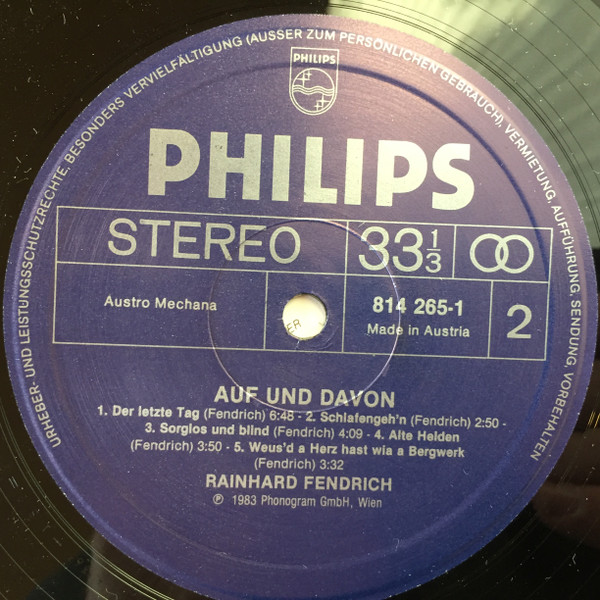 URHEBER- UND LEISTUNGSSCHUTZRECHTE, BESONDERS VERVIELFÄLTIGUNG (AUSSER ZUM PERSÖNLICHEN GEBRAUCH), VERMIETUNG, AUFFÜHRUNG, SENDUNG, VORBEHALTEN
PHILIPS
PHILIPS
STEREO 33 1/3
Austro Mechana
814 265-1
Made in Austria
2
ER
AUF UND DAVON
1. Der letzte Tag (Fendrich) 6:48 - 2. Schlafengeh'n (Fendrich) 2:50 -
3. Sorglos und blind (Fendrich) 4:09 - 4. Alte Helden
(Fendrich) 3:50 - 5. Weus'd a Herz hast wia a Bergwerk
(Fendrich) 3:32
RAINHARD FENDRICH
℗ 1983 Phonogram GmbH, Wien